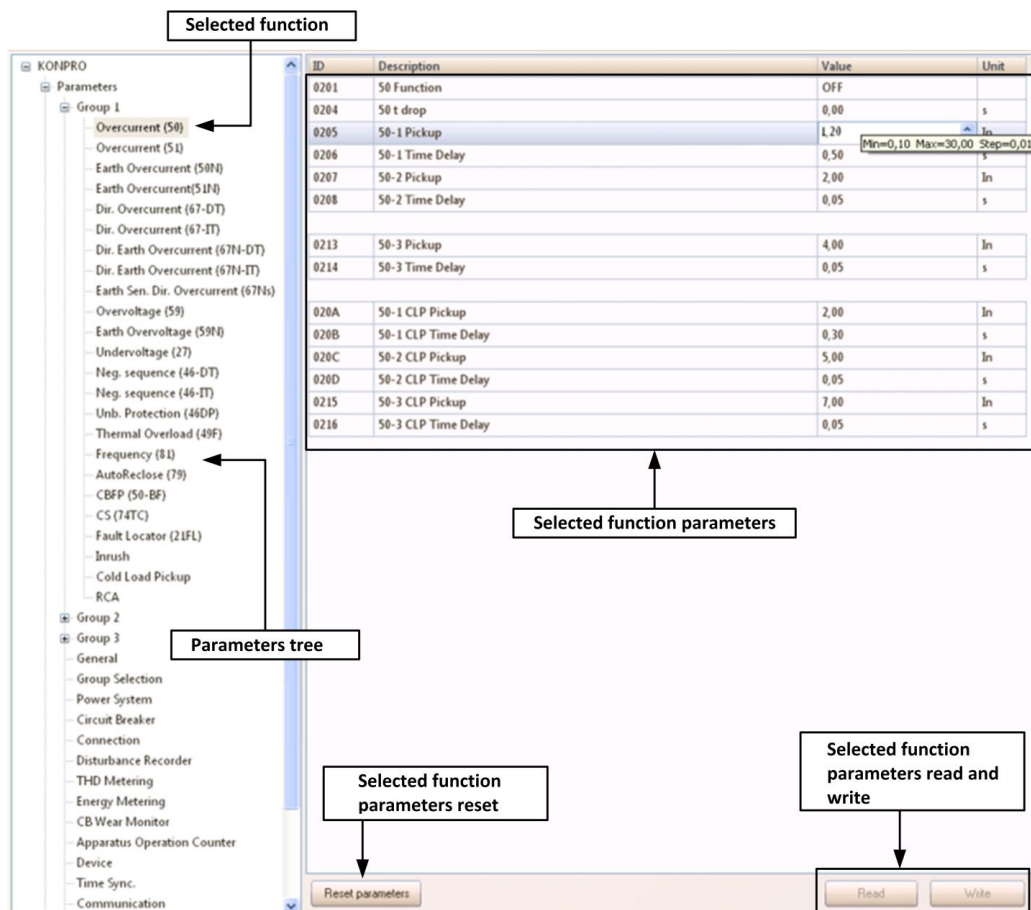 Selected function
KONPRO
Parameters
Group 1
Overcurrent (50)
Overcurrent (51)
Earth Overcurrent (50N)
Earth Overcurrent(51N)
Dir. Overcurrent (67-DT)
Dir. Overcurrent (67-IT)
Dir. Earth Overcurrent (67N-DT)
Dir. Earth Overcurrent (67N-IT)
Earth Sen. Dir. Overcurrent (67Ns)
Overvoltage (59)
Earth Overvoltage (59N)
Undervoltage (27)
Neg. sequence (46-DT)
Neg. sequence (46-IT)
Unb. Protection (46DP)
Thermal Overload (49F)
Frequency (81)
AutoReclose (79)
CBFP (50-BF)
CS (74TC)
Fault Locator (21FL)
Inrush
Cold Load Pickup
RCA
Group 2
Group 3
General
Group Selection
Power System
Circuit Breaker
Connection
Disturbance Recorder
THD Metering
Energy Metering
CB Wear Monitor
Apparatus Operation Counter
Device
Time Sync.
Communication
Parameters tree
ID Description Value Unit
0201 50 Function OFF
0204 50 t drop 0,00 s
0205 50-1 Pickup 1,20 In
Min=0,10 Max=30,00 Step=0,01
0206 50-1 Time Delay 0,50 s
0207 50-2 Pickup 2,00 In
0208 50-2 Time Delay 0,05 s
0213 50-3 Pickup 4,00 In
0214 50-3 Time Delay 0,05 s
020A 50-1 CLP Pickup 2,00 In
020B 50-1 CLP Time Delay 0,30 s
020C 50-2 CLP Pickup 5,00 In
020D 50-2 CLP Time Delay 0,05 s
0215 50-3 CLP Pickup 7,00 In
0216 50-3 CLP Time Delay 0,05 s
Selected function parameters
Selected function
parameters reset
Selected function
parameters read and
write
Reset parameters
Read Write